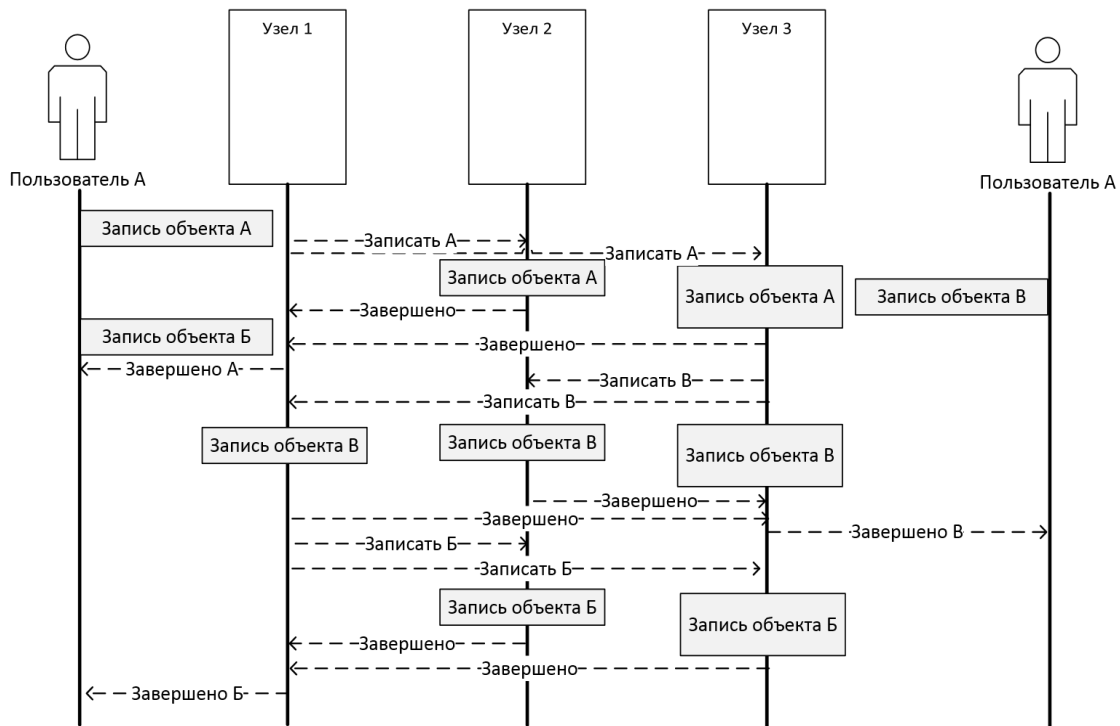 Узел 1
Узел 2
Узел 3
Пользователь А
Пользователь А
Запись объекта А
Записать А
Записать А
Запись объекта А
Запись объекта А
Запись объекта В
Завершено
Запись объекта Б
Завершено
Завершено А
Записать В
Записать В
Запись объекта В
Запись объекта В
Запись объекта В
Завершено
Завершено
Завершено В
Записать Б
Записать Б
Запись объекта Б
Запись объекта Б
Завершено
Завершено
Завершено Б